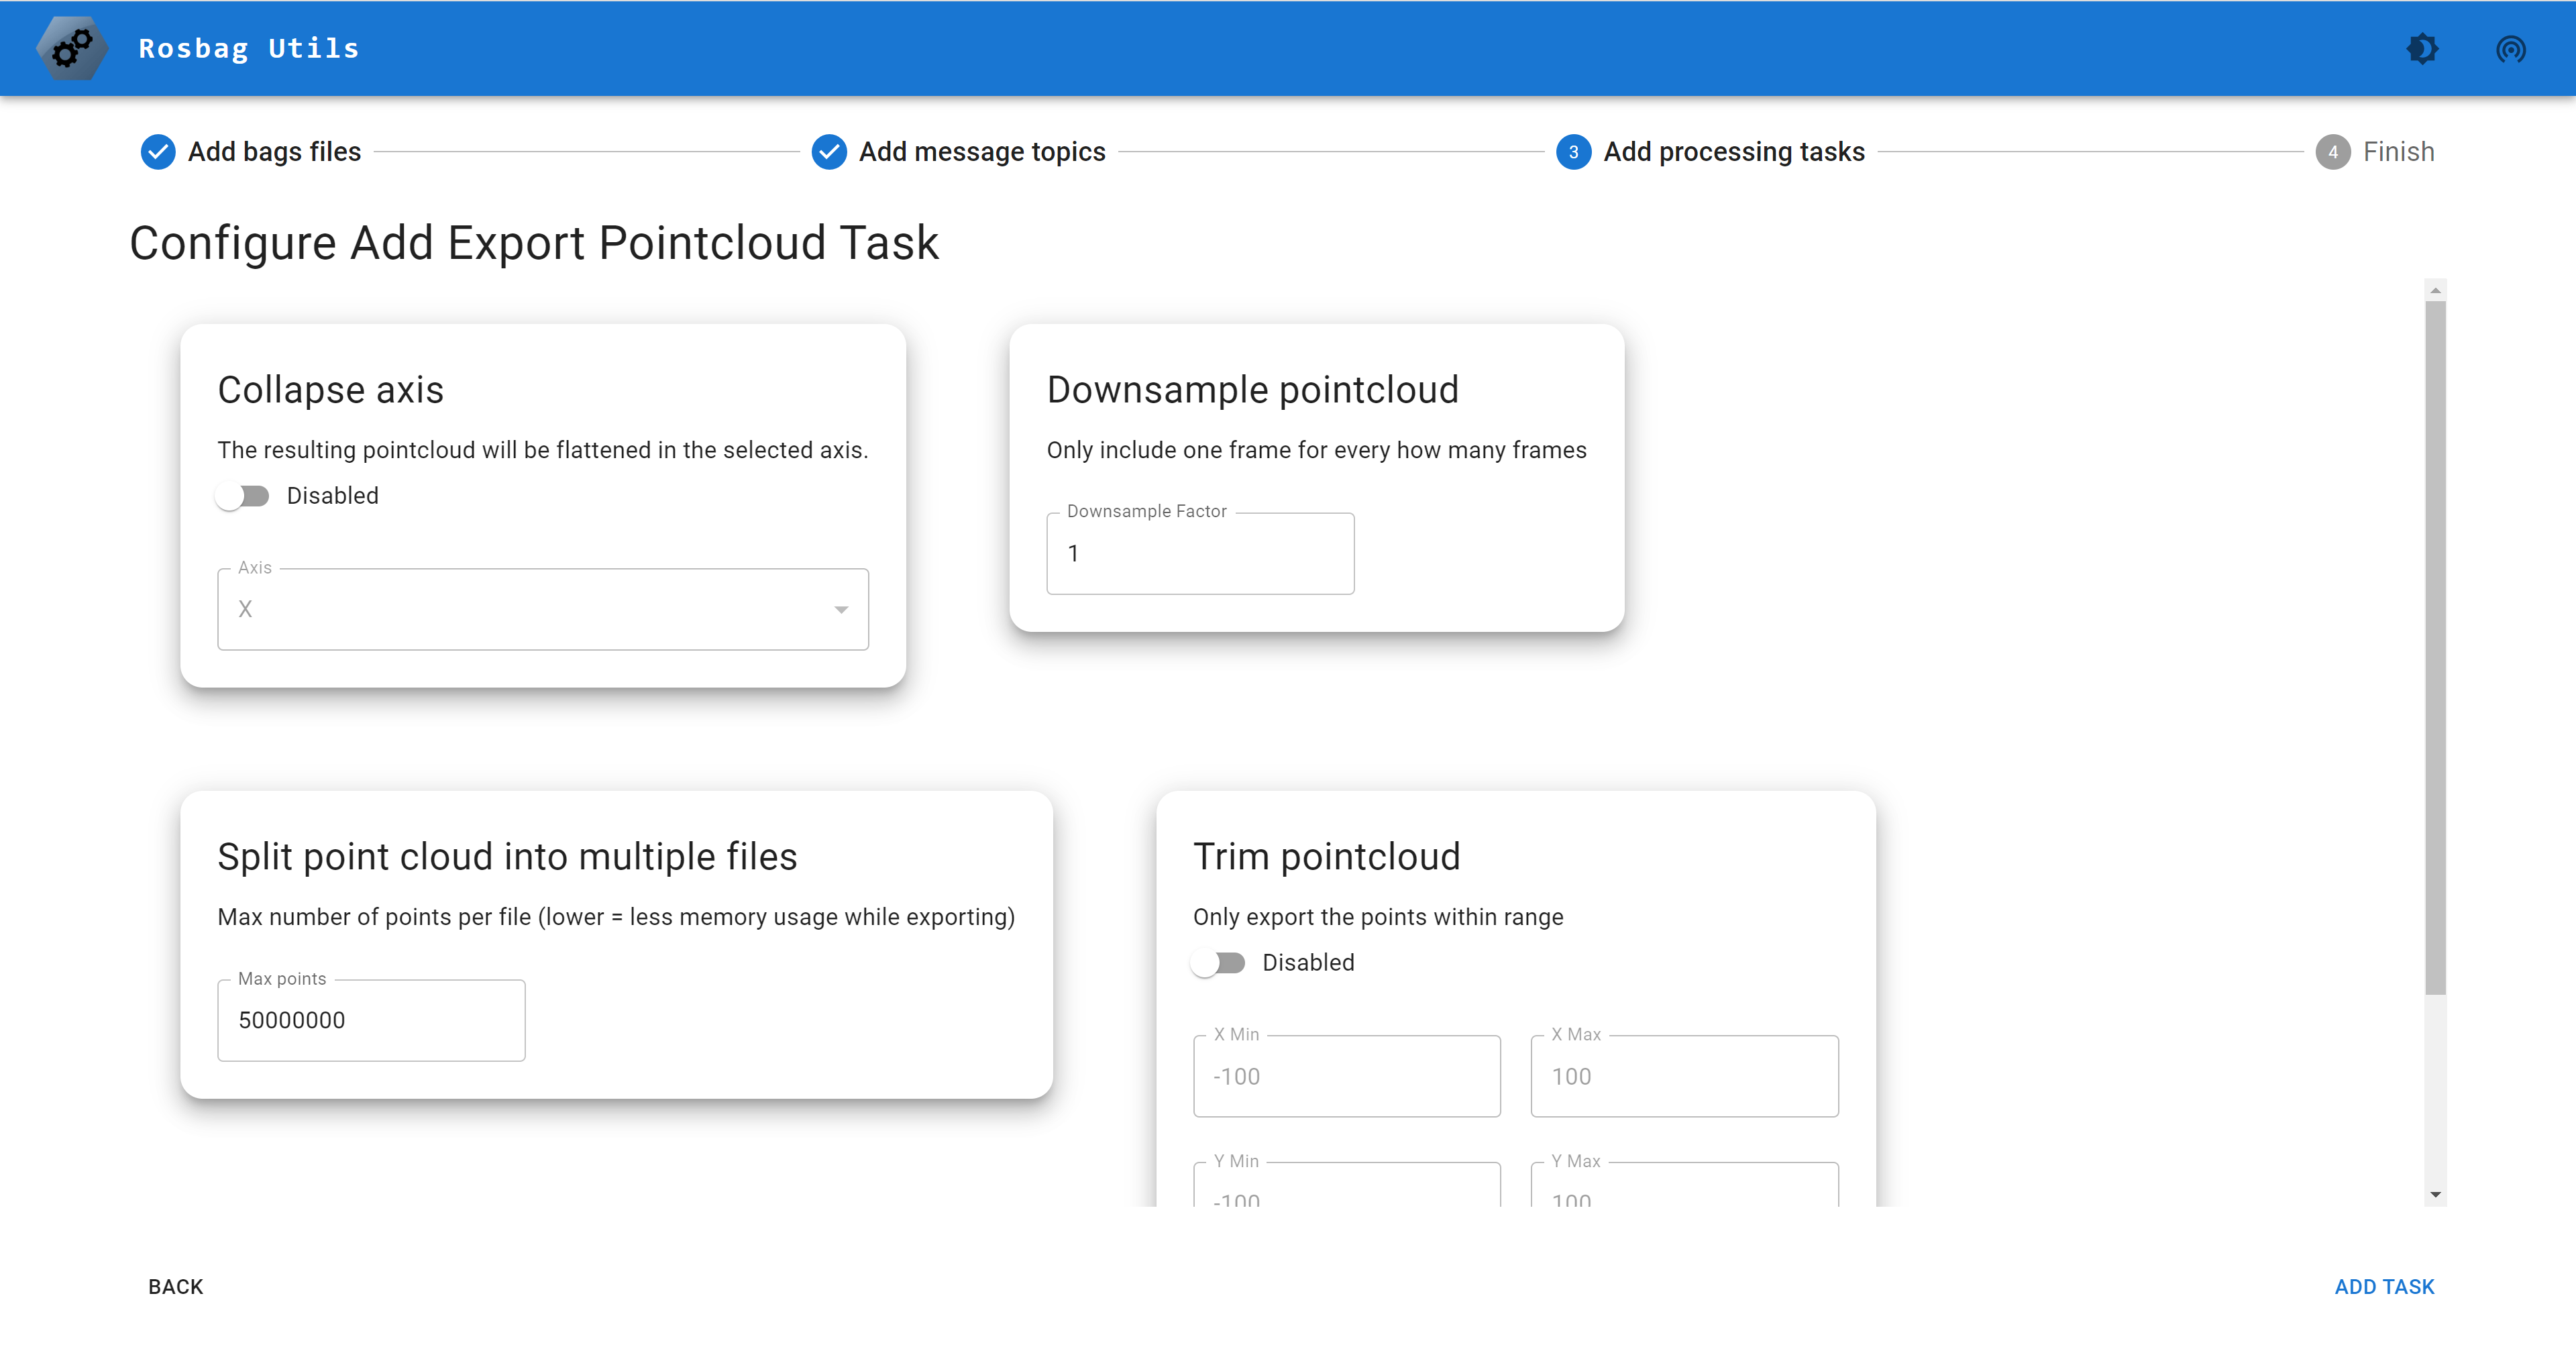 Rosbag Utils
Add bags files
Add message topics
3 Add processing tasks
4 Finish
Configure Add Export Pointcloud Task
Collapse axis
The resulting pointcloud will be flattened in the selected axis.
Disabled
Axis
X
Downsample pointcloud
Only include one frame for every how many frames
Downsample Factor
1
Split point cloud into multiple files
Max number of points per file (lower = less memory usage while exporting)
Max points
50000000
Trim pointcloud
Only export the points within range
Disabled
X Min
-100
X Max
100
Y Min
-100
Y Max
100
BACK
ADD TASK